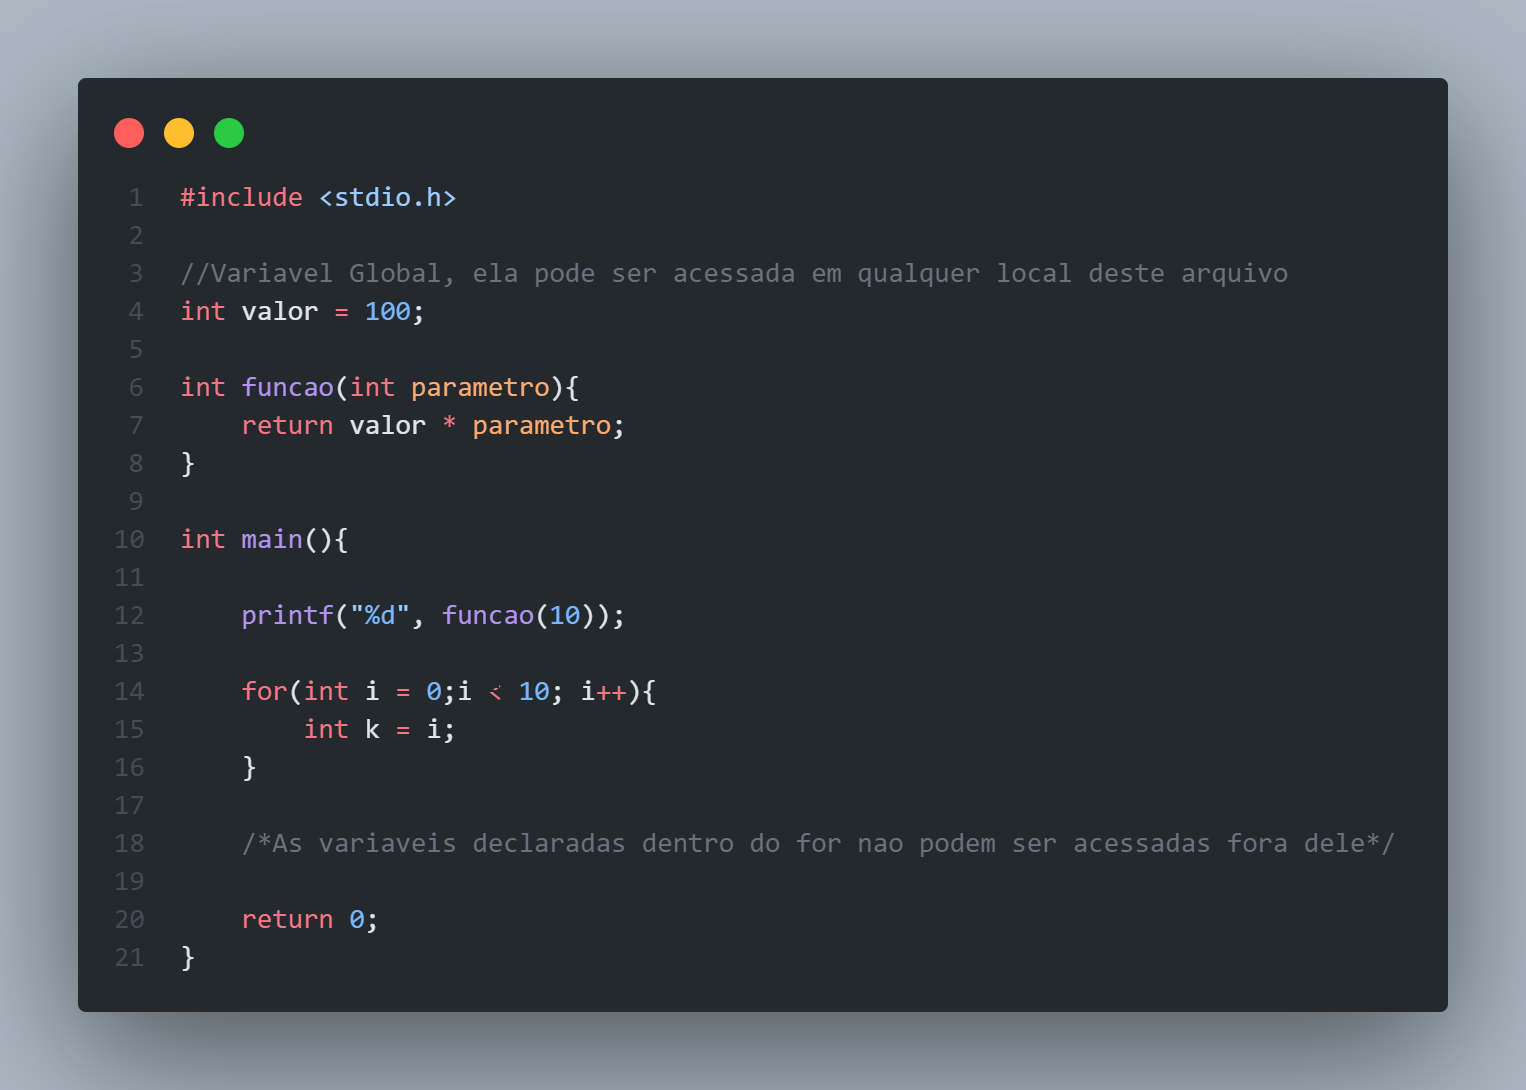 1 #include <stdio.h>
2
3 //Variavel Global, ela pode ser acessada em qualquer local deste arquivo
4 int valor = 100;
5
6 int funcao(int parametro){
7     return valor * parametro;
8 }
9
10 int main(){
11
12     printf("%d", funcao(10));
13
14     for(int i = 0;i < 10; i++){
15         int k = i;
16     }
17
18     /*As variaveis declaradas dentro do for nao podem ser acessadas fora dele*/
19
20     return 0;
21 }